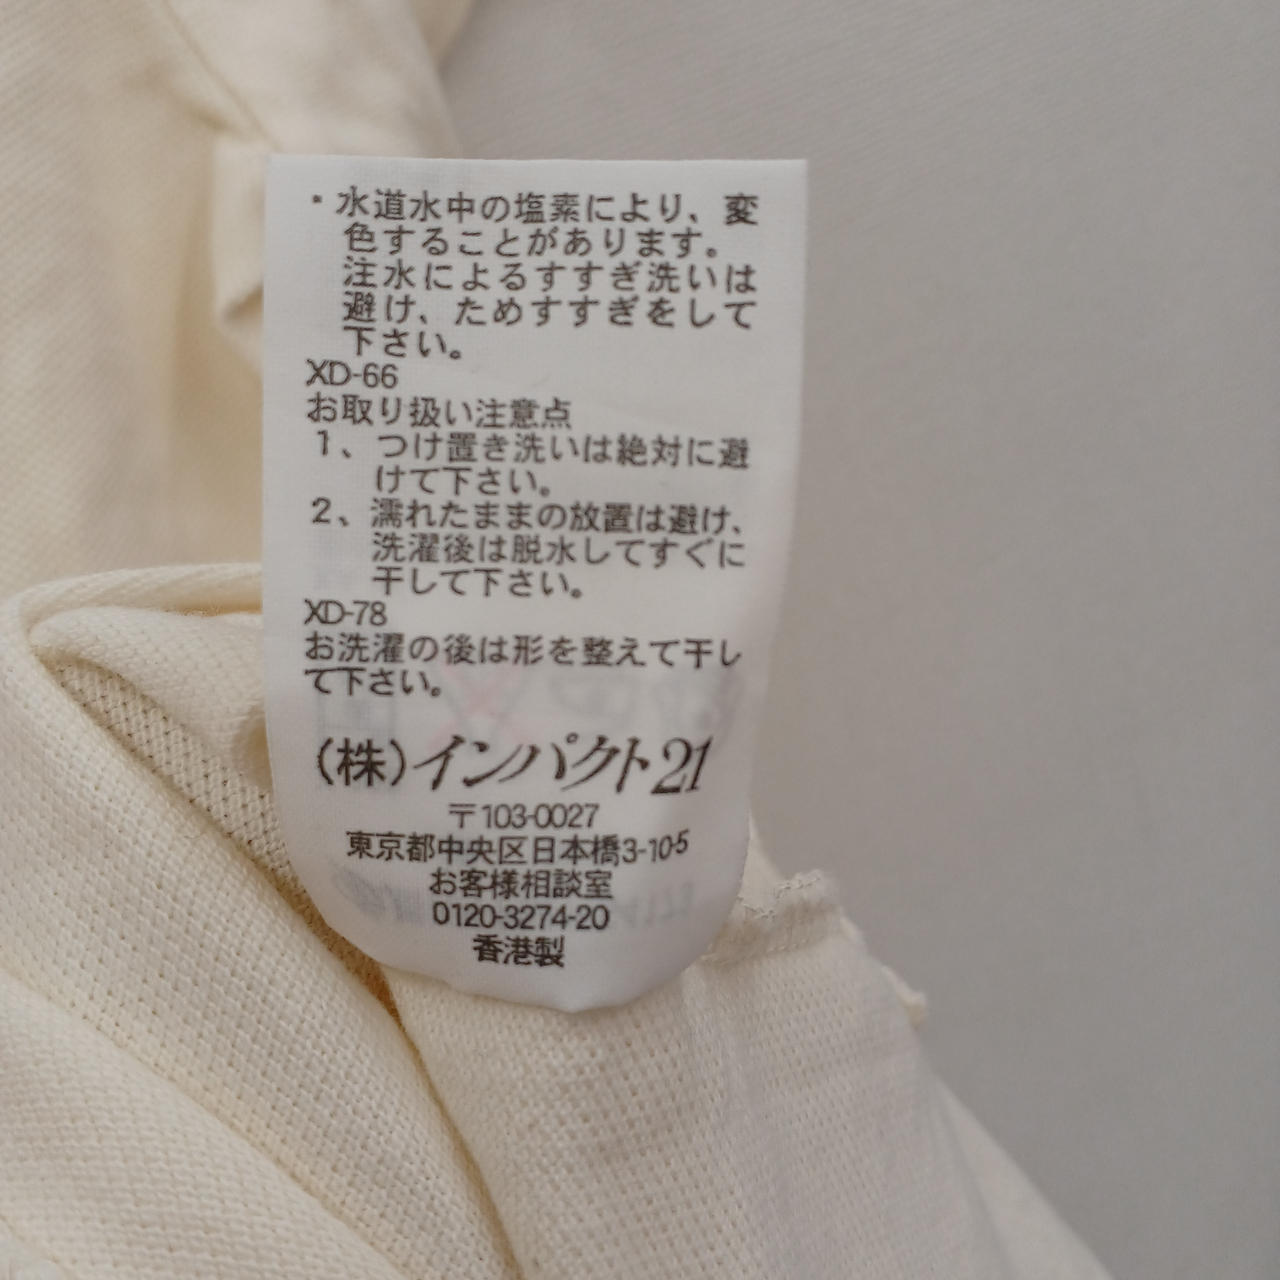 ・水道水中の塩素により、変
色することがあります。
注水によるすすぎ洗いは
避け、ためすすぎをして
下さい。
XD-66
お取り扱い注意点
1、つけ置き洗いは絶対に避
けて下さい。
2、濡れたままの放置は避け、
洗濯後は脱水してすぐに
干して下さい。
XD-78
お洗濯の後は形を整えて干し
て下さい。
(株)インパクト21
〒103-0027
東京都中央区日本橋3-10-5
お客様相談室
0120-3274-20
香港製